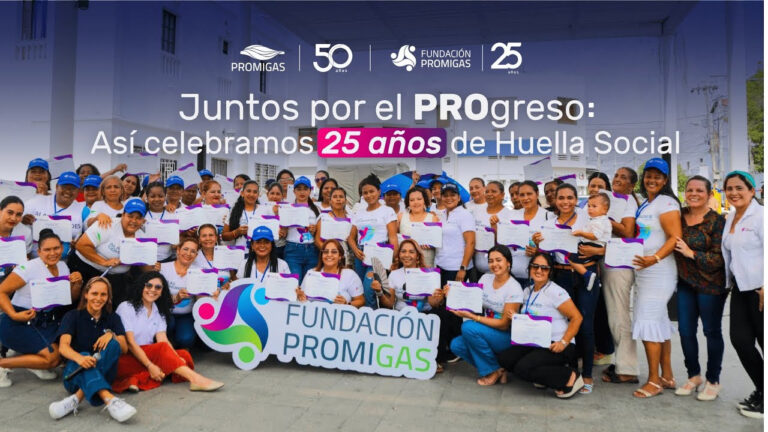 PROMIGAS
50 años
FUNDACIÓN
PROMIGAS
25 años
Juntos por el PROgreso:
Así celebramos 25 años de Huella Social
FUNDACIÓN
PROMIGAS